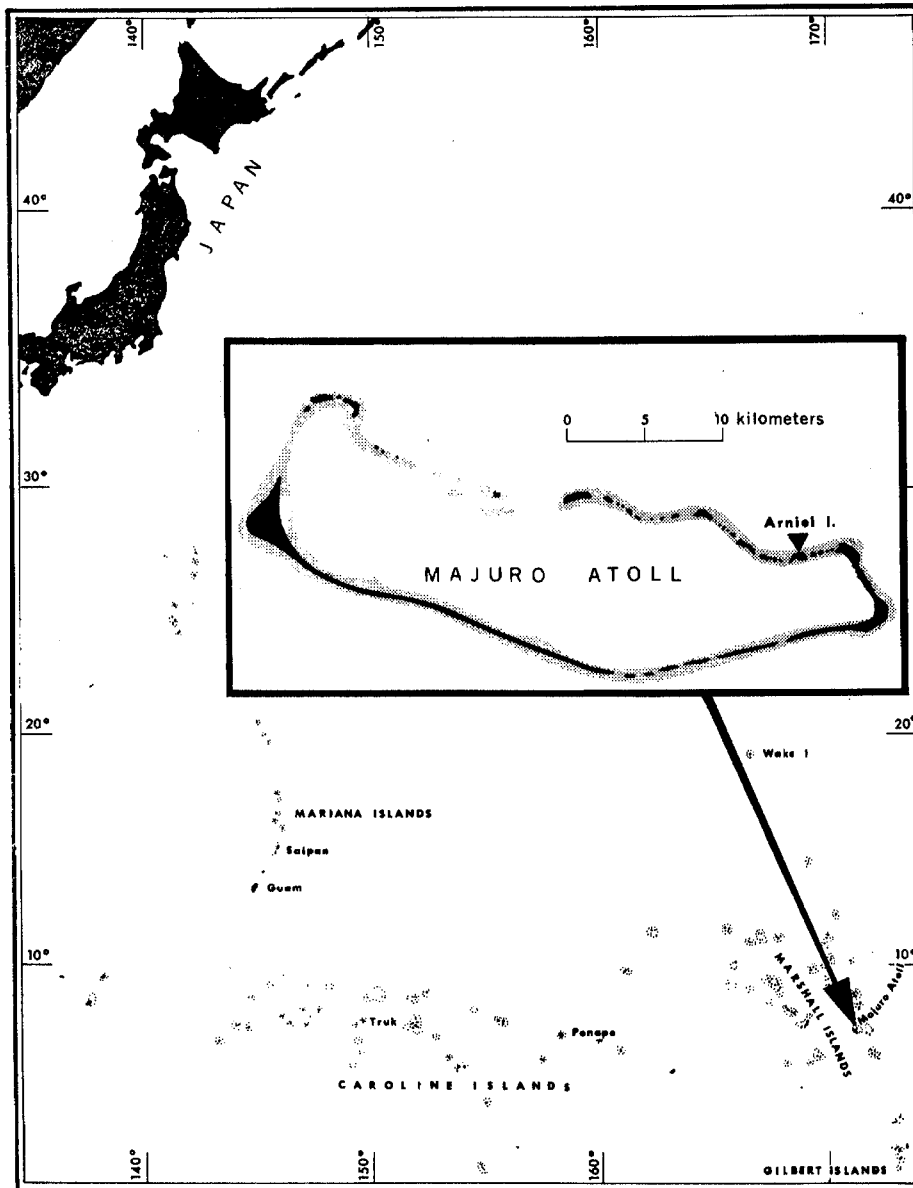 140°
150°
160°
170°
JAPAN
40°
40°
0 5 10 kilometers
30°
Arniel I.
MAJURO ATOLL
20°
20°
Wake I
MARIANA ISLANDS
Saipan
Guam
10°
10°
MARSHALL ISLANDS
Majuro Atoll
Truk
Ponape
CAROLINE ISLANDS
140°
150°
160°
170°
GILBERT ISLANDS